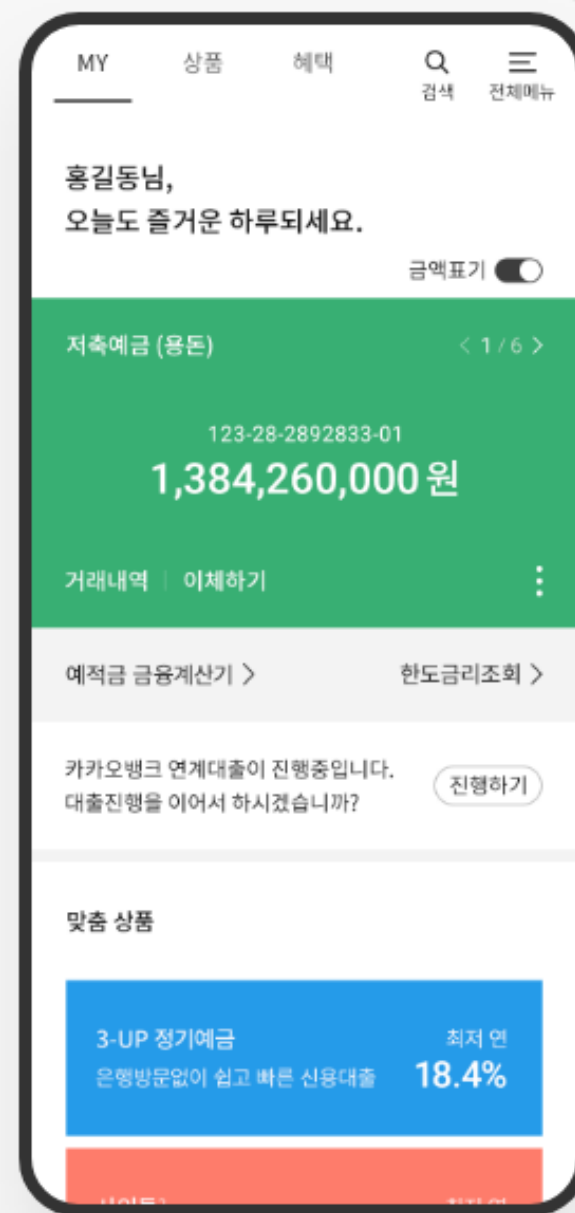 MY 상품 혜택 검색 전체메뉴
홍길동님,
오늘도 즐거운 하루되세요.
금액표기
저축예금 (용돈) < 1 / 6 >
123-28-2892833-01
1,384,260,000 원
거래내역 | 이체하기
예적금 금융계산기 > 한도금리조회 >
카카오뱅크 연계대출이 진행중입니다.
대출진행을 이어서 하시겠습니까?
진행하기
맞춤 상품
3-UP 정기예금 최저 연
은행방문없이 쉽고 빠른 신용대출 18.4%
최저 연